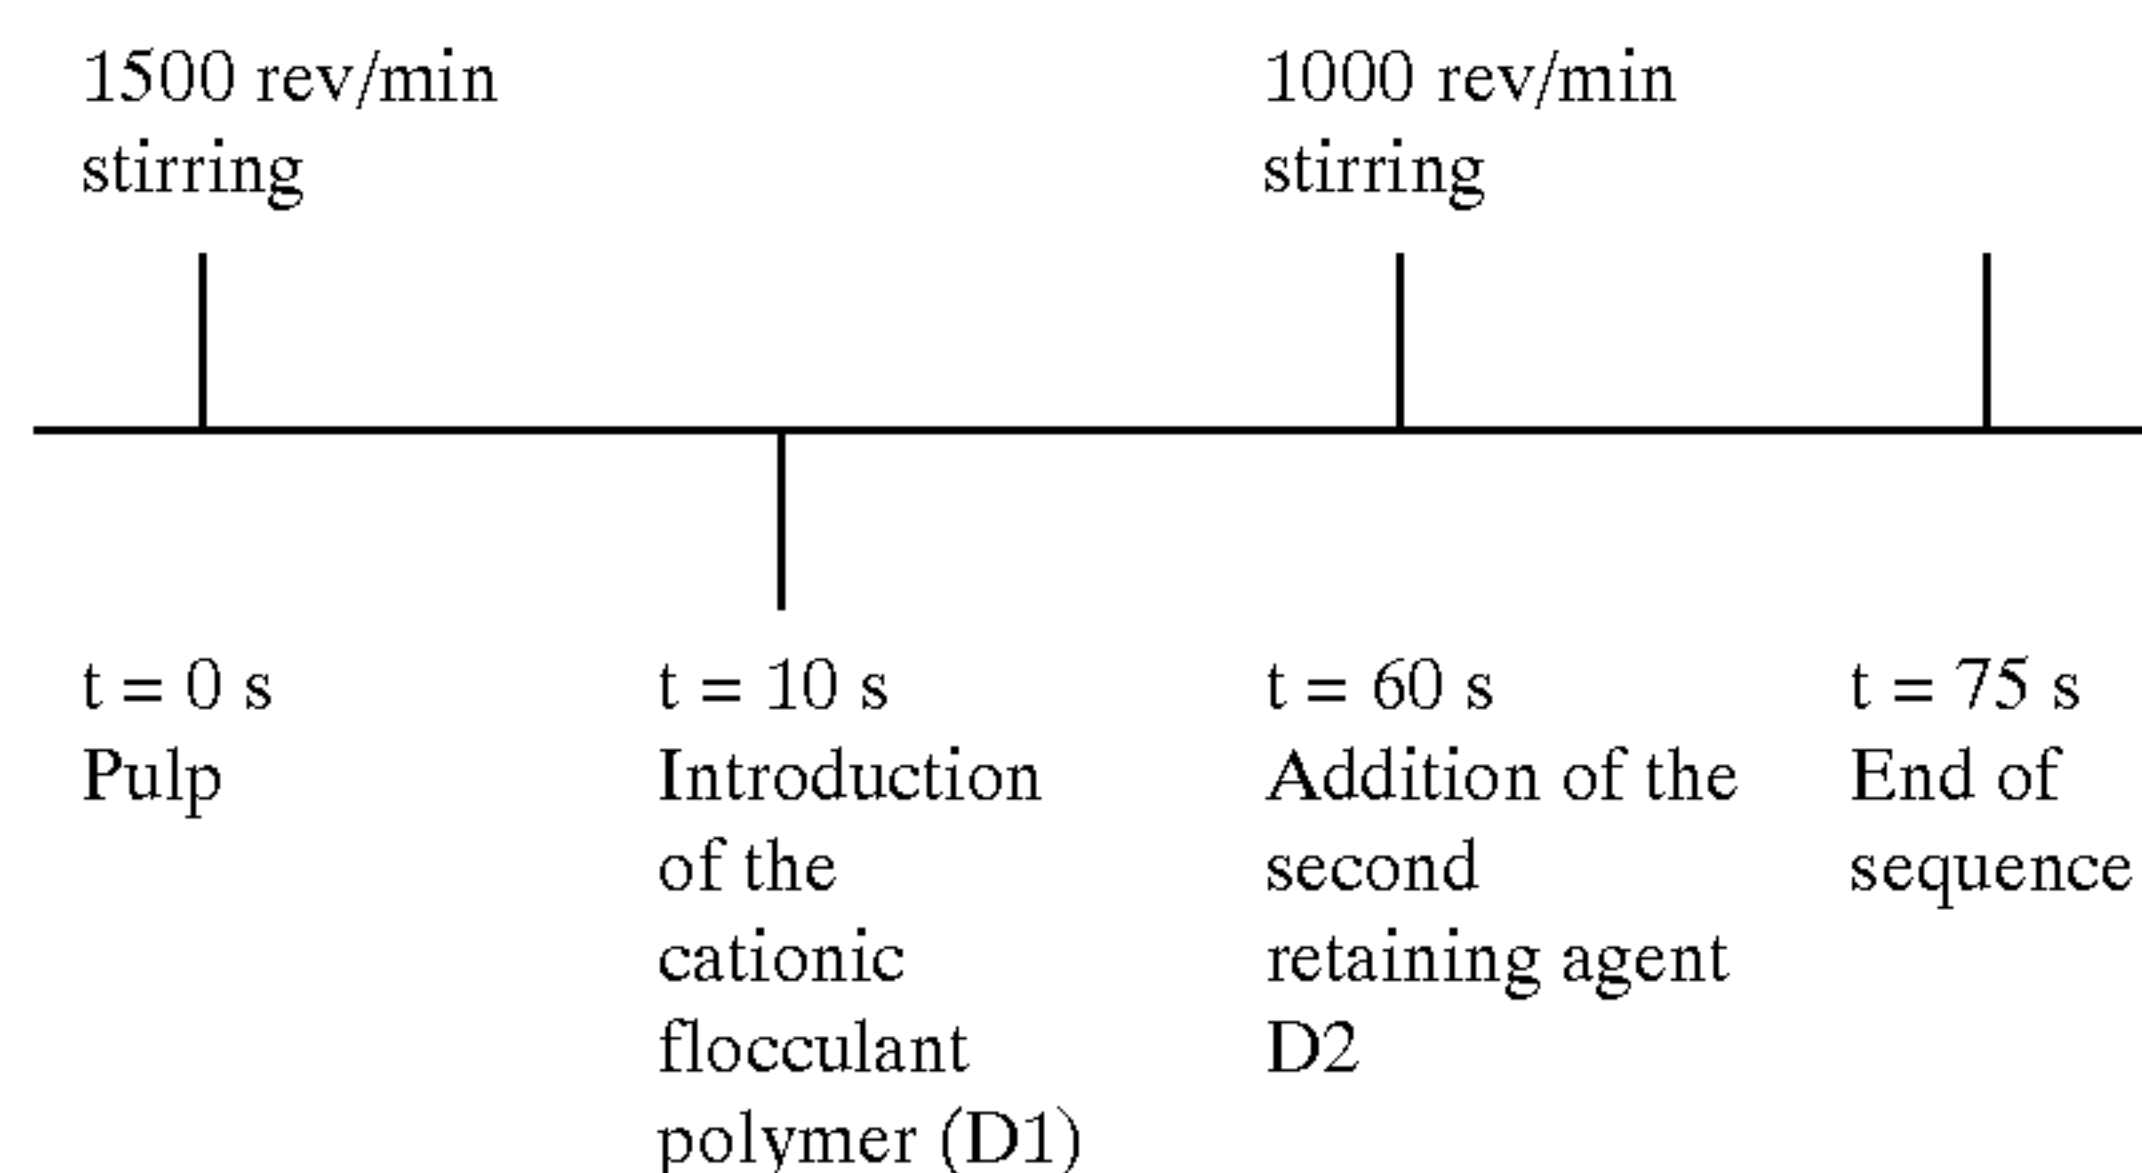 1500 rev/min
stirring
1000 rev/min
stirring
t = 0 s
Pulp
t = 10 s
Introduction
of the
cationic
flocculant
polymer (D1)
t = 60 s
Addition of the
second
retaining agent
D2
t = 75 s
End of
sequence